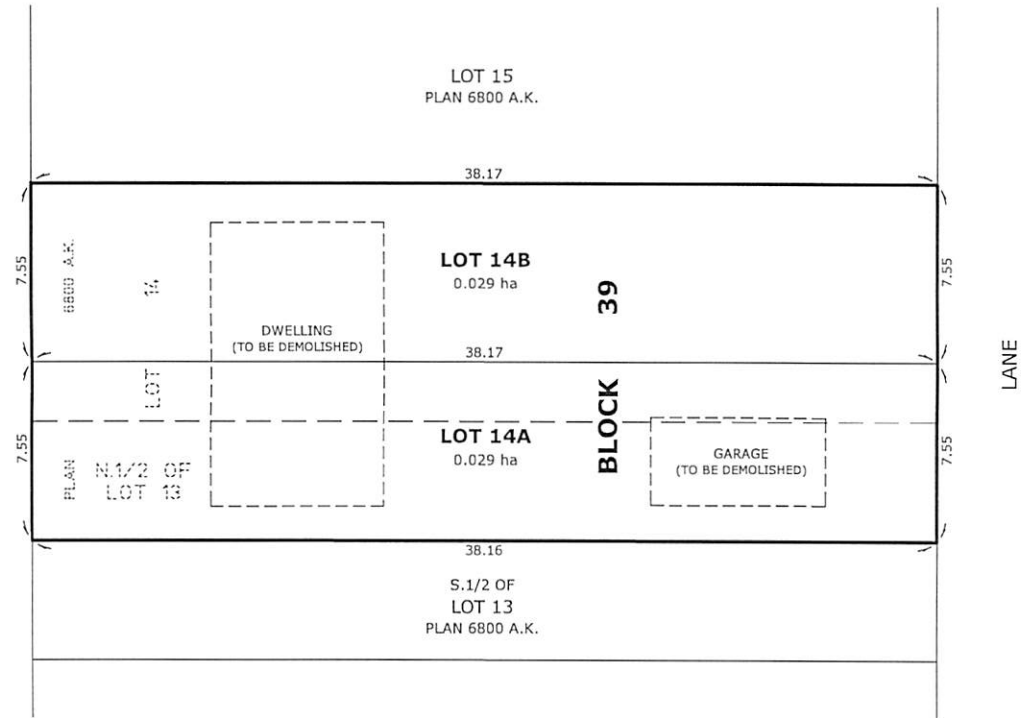 LOT 15
PLAN 6800 A.K.
38.17
7.55
6800 A.K.
14
LOT 14B
0.029 ha
39
7.55
DWELLING
(TO BE DEMOLISHED)
38.17
LANE
LOT
BLOCK
7.55
PLAN
N.1/2 OF
LOT 13
LOT 14A
0.029 ha
GARAGE
(TO BE DEMOLISHED)
7.55
38.16
S.1/2 OF
LOT 13
PLAN 6800 A.K.